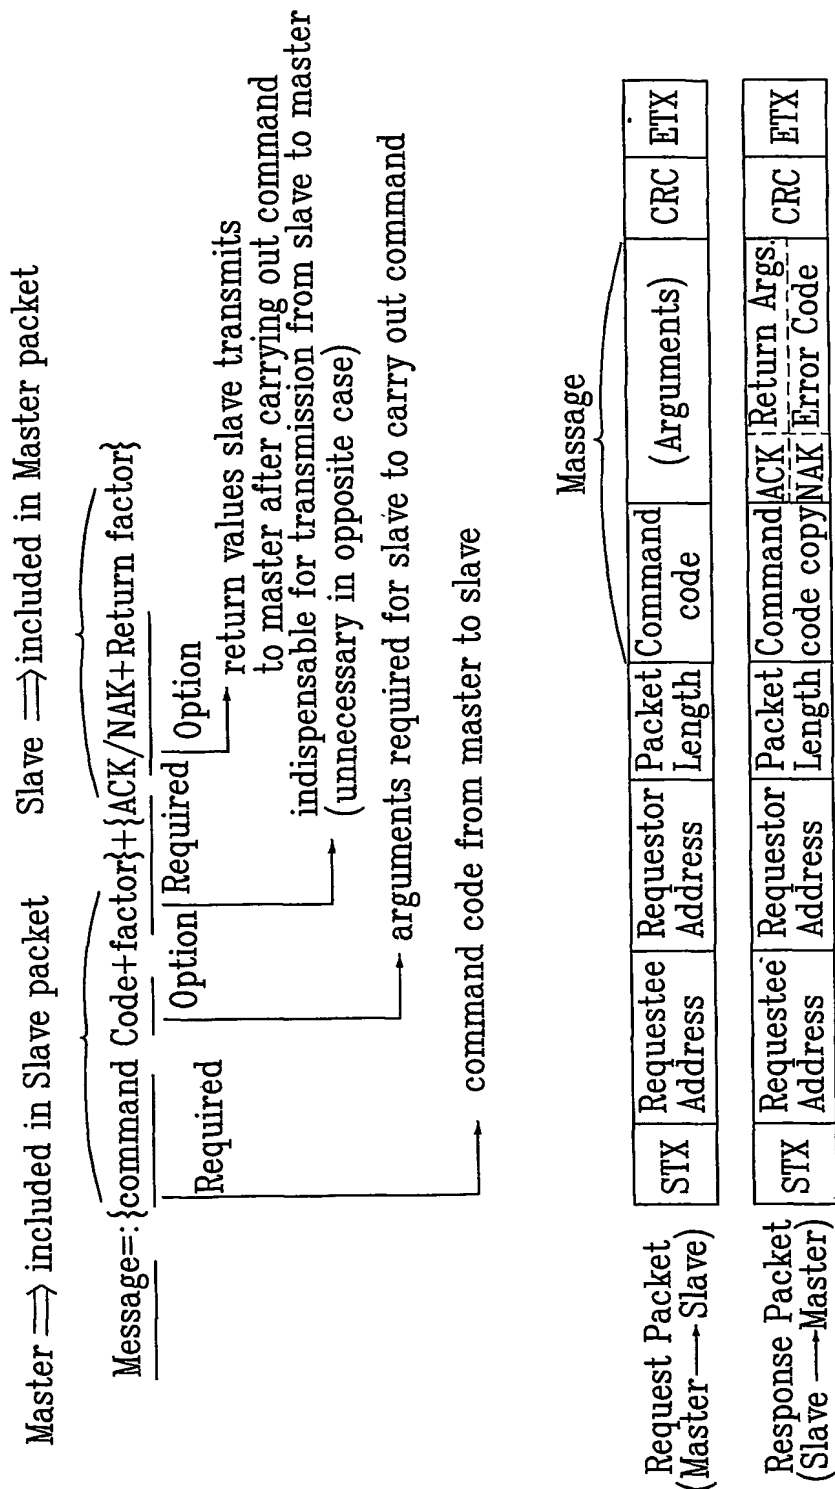 Master ⟹ included in Slave packet
Slave ⟹ included in Master packet
Message=:{command Code+factor}+{ACK/NAK+Return factor}
Required
Option
Required
Option
return values slave transmits
to master after carrying out command
indispensable for transmission from slave to master
(unnecessary in opposite case)
arguments required for slave to carry out command
command code from master to slave
Massage
Request Packet
(Master → Slave)
STX
Requestee
Address
Requestor
Address
Packet
Length
Command
code
(Arguments)
CRC
ETX
Response Packet
(Slave → Master)
STX
Requestee
Address
Requestor
Address
Packet
Length
Command
code copy
ACK
Return Args.
NAK
Error Code
CRC
ETX